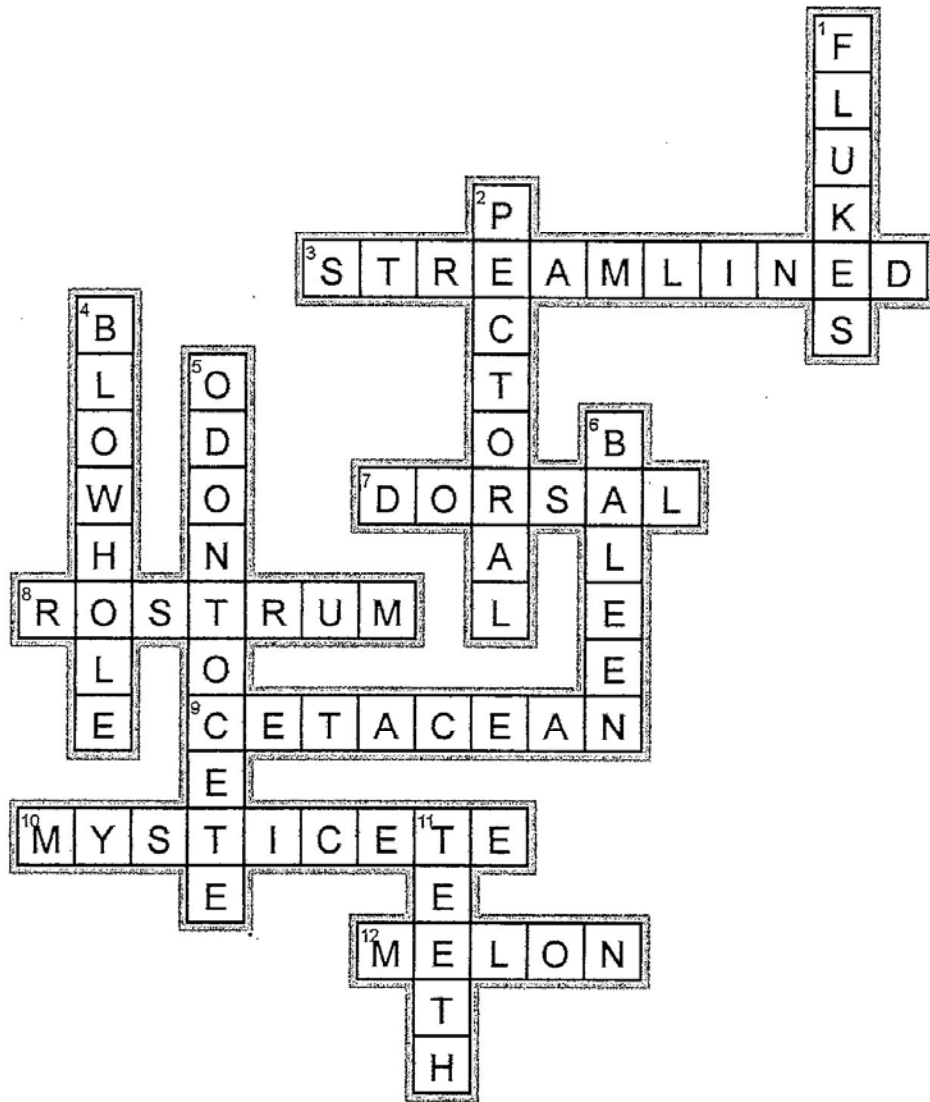 1 FLUKES
2 PECTORAL
3 STREAMLINED
4 BLOWHOLE
5 ODONTOCETE
6 BALEEN
7 DORSAL
8 ROSTRUM
9 CETACEAN
10 MYSTICETE
11 TEETH
12 MELON